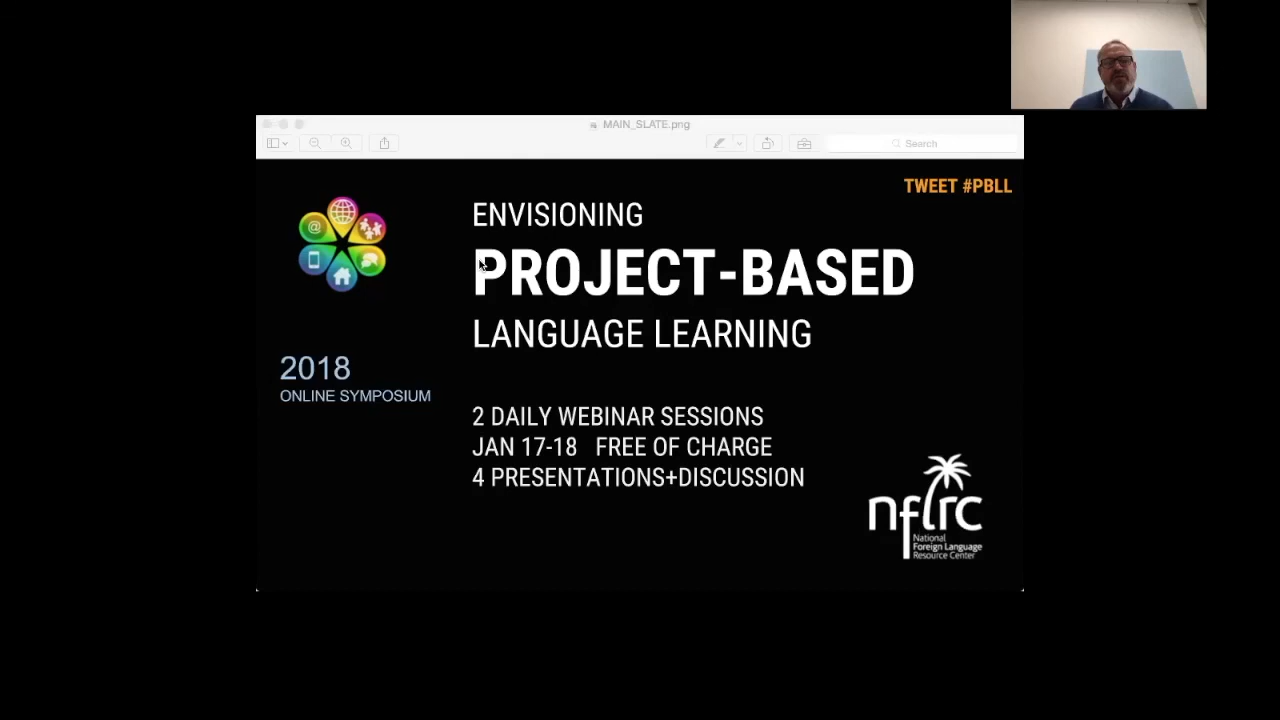 MAIN_SLATE.png
Search
TWEET #PBLL
@
ENVISIONING
PROJECT-BASED
LANGUAGE LEARNING
2018
ONLINE SYMPOSIUM
2 DAILY WEBINAR SESSIONS
JAN 17-18 FREE OF CHARGE
4 PRESENTATIONS+DISCUSSION
nflrc
National
Foreign Language
Resource Center